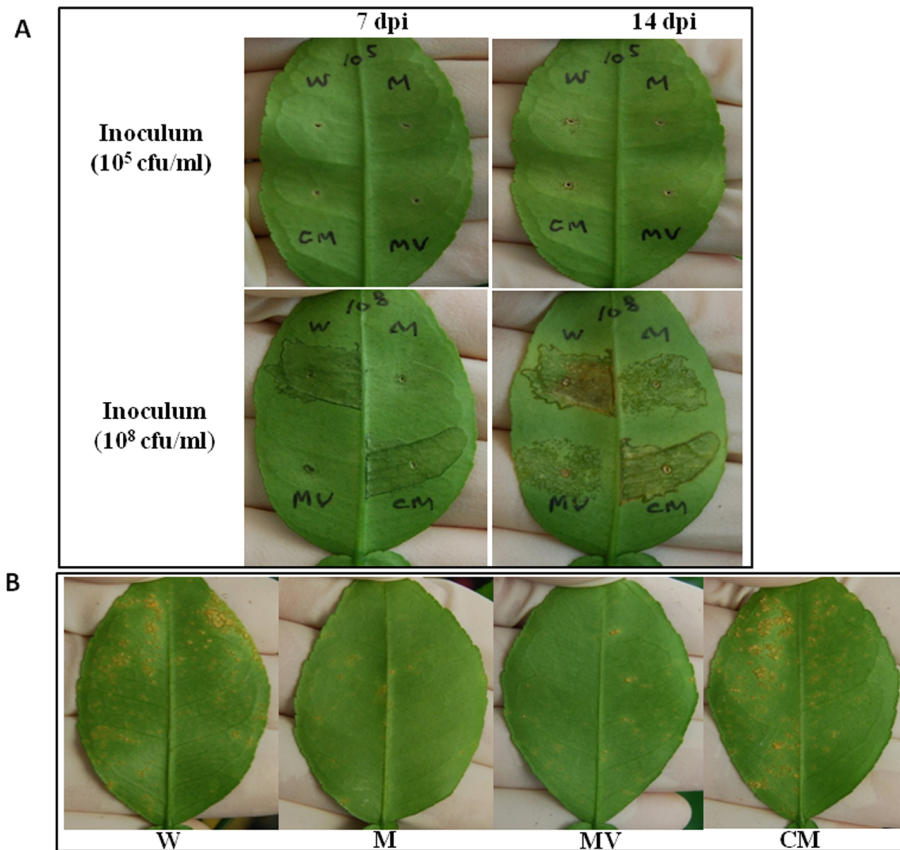 A
7 dpi 14 dpi
Inoculum
(10⁵ cfu/ml)
10⁵
W M
CM MV
10⁵
W M
CM MV
Inoculum
(10⁸ cfu/ml)
10⁸
W M
MV CM
10⁸
W M
MV CM
B
W M MV CM